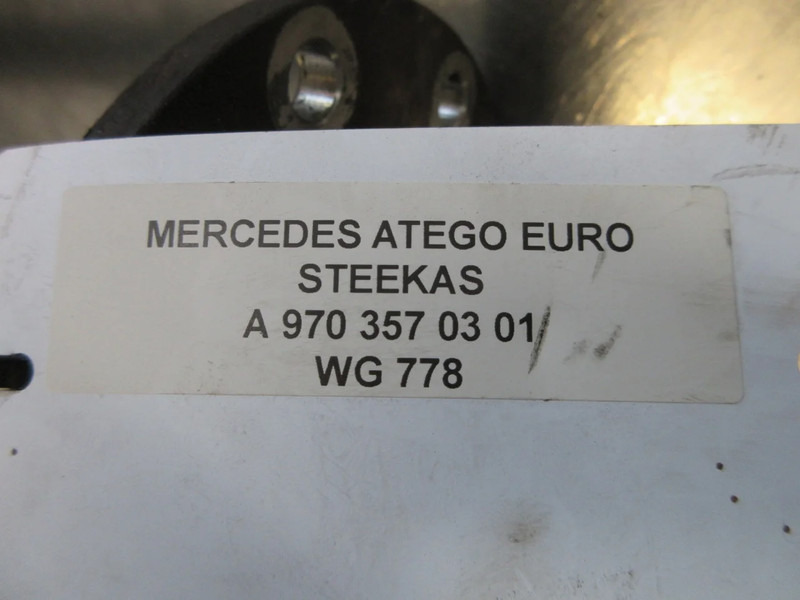 MERCEDES ATEGO EURO
STEEKAS
A 970 357 03 01
WG 778